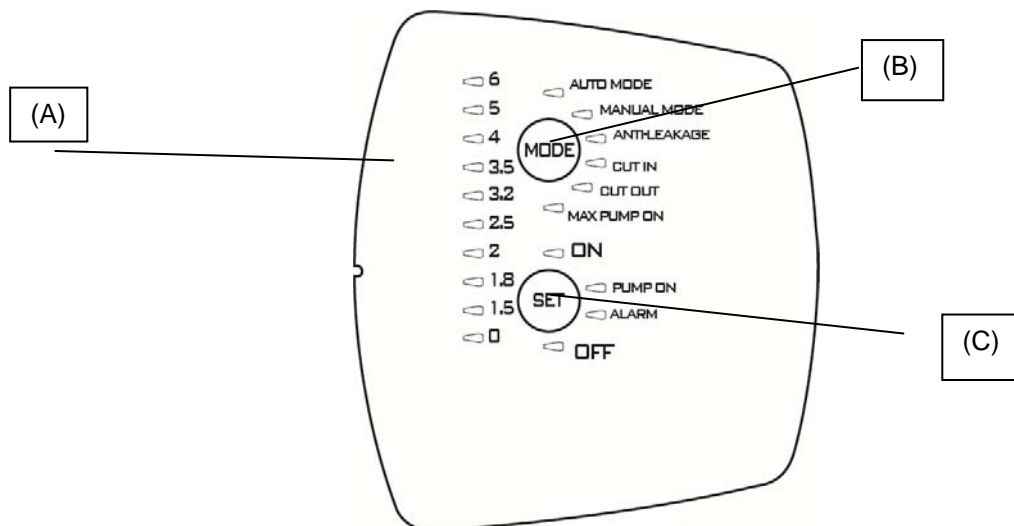 (A)
(B)
(C)
6
5
4
3.5
3.2
2.5
2
1.8
1.5
0
AUTO MODE
MANUAL MODE
ANTI-LEAKAGE
MODE
CUT IN
CUT OUT
MAX PUMP ON
ON
PUMP ON
SET
ALARM
OFF